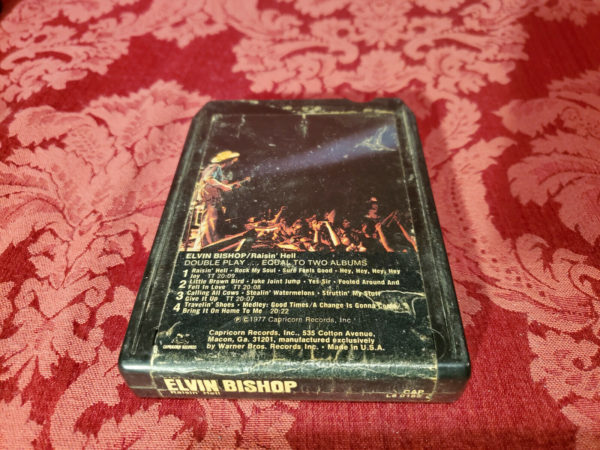 ELVIN BISHOP/Raisin' Hell
DOUBLE PLAY ... EQUAL TO TWO ALBUMS
1 Raisin' Hell • Rock My Soul • Sure Feels Good • Hey, Hey, Hey, Hey
Joy TT 20:09
2 Little Brown Bird • Juke Joint Jump • Yes Sir • Fooled Around And
Fell In Love TT 20:08
3 Calling All Cows • Stealin' Watermelons • Struttin' My Stuff
Give It Up TT 20:07
4 Travelin' Shoes • Medley: Good Times/A Change Is Gonna Come/
Bring It On Home To Me 20:22
℗ © 1977 Capricorn Records, Inc.
Capricorn Records, Inc., 535 Cotton Avenue,
Macon, Ga. 31201, manufactured exclusively
by Warner Bros. Records Inc. • Made in U.S.A.
CAPRICORN RECORDS
ELVIN BISHOP
Raisin' Hell
CAP